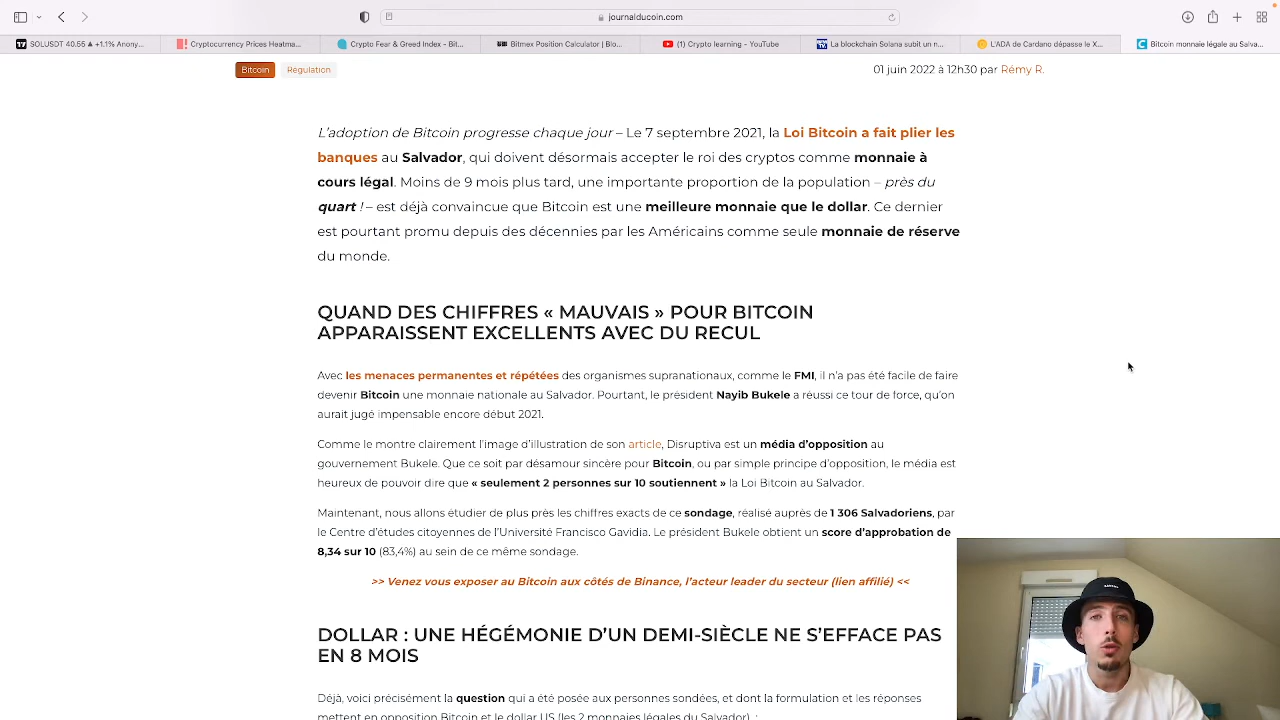 journalducoin.com
SOLUSDT 40.55 ▲ +1.1% Anony...
Cryptocurrency Prices Heatma...
Crypto Fear & Greed Index - Bit...
Bitmex Position Calculator | Blo...
(1) Crypto learning - YouTube
La blockchain Solana subit un n...
L'ADA de Cardano dépasse le X...
Bitcoin monnaie légale au Salva...
Bitcoin
Régulation
01 juin 2022 à 12h30 par Rémy R.
L'adoption de Bitcoin progresse chaque jour – Le 7 septembre 2021, la Loi Bitcoin a fait plier les
banques au Salvador, qui doivent désormais accepter le roi des cryptos comme monnaie à
cours légal. Moins de 9 mois plus tard, une importante proportion de la population – près du
quart ! – est déjà convaincue que Bitcoin est une meilleure monnaie que le dollar. Ce dernier
est pourtant promu depuis des décennies par les Américains comme seule monnaie de réserve
du monde.
QUAND DES CHIFFRES « MAUVAIS » POUR BITCOIN
APPARAISSENT EXCELLENTS AVEC DU RECUL
Avec les menaces permanentes et répétées des organismes supranationaux, comme le FMI, il n'a pas été facile de faire
devenir Bitcoin une monnaie nationale au Salvador. Pourtant, le président Nayib Bukele a réussi ce tour de force, qu'on
aurait jugé impensable encore début 2021.
Comme le montre clairement l'image d'illustration de son article, Disruptiva est un média d'opposition au
gouvernement Bukele. Que ce soit par désamour sincère pour Bitcoin, ou par simple principe d'opposition, le média est
heureux de pouvoir dire que « seulement 2 personnes sur 10 soutiennent » la Loi Bitcoin au Salvador.
Maintenant, nous allons étudier de plus près les chiffres exacts de ce sondage, réalisé auprès de 1 306 Salvadoriens, par
le Centre d'études citoyennes de l'Université Francisco Gavidia. Le président Bukele obtient un score d'approbation de
8,34 sur 10 (83,4%) au sein de ce même sondage.
>> Venez vous exposer au Bitcoin aux côtés de Binance, l'acteur leader du secteur (lien affilié) <<
DOLLAR : UNE HÉGÉMONIE D'UN DEMI-SIÈCLE NE S'EFFACE PAS
EN 8 MOIS
Déjà, voici précisément la question qui a été posée aux personnes sondées, et dont la formulation et les réponses
mettent en opposition Bitcoin et le dollar US (les 2 monnaies légales du Salvador). :